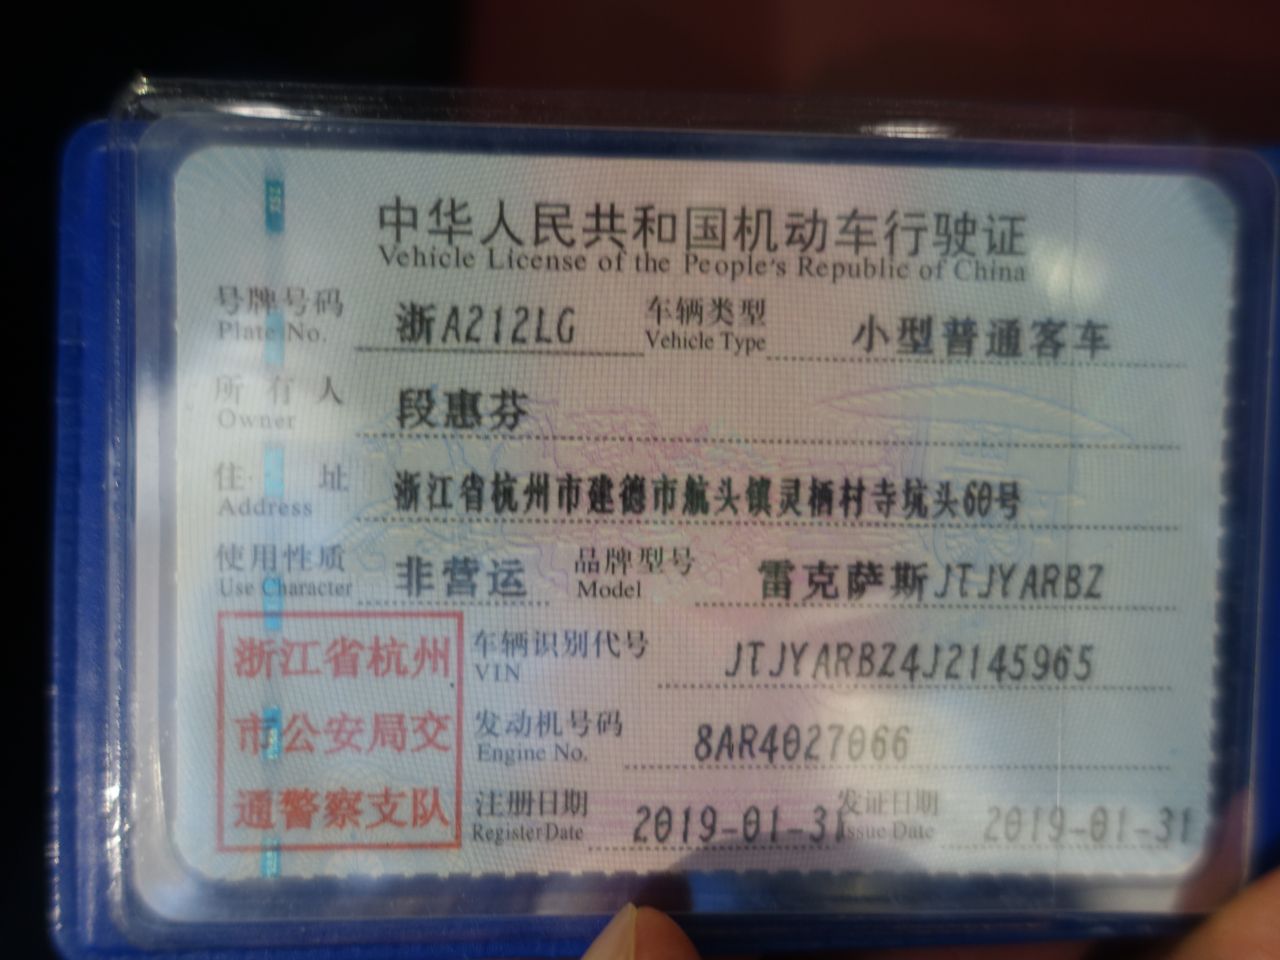 中华人民共和国机动车行驶证
Vehicle License of the People's Republic of China
号牌号码 浙A212LG 车辆类型 小型普通客车
Plate No. Vehicle Type
所有人 段惠芬
Owner
住址 浙江省杭州市建德市航头镇灵栖村寺坑头60号
Address
使用性质 非营运 品牌型号 雷克萨斯JTJYARBZ
Use Character Model
浙江省杭州 车辆识别代号 JTJYARBZ4J2145965
VIN
市公安局交 发动机号码 8AR4027066
Engine No.
通警察支队 注册日期 2019-01-31 发证日期 2019-01-31
Register Date Issue Date